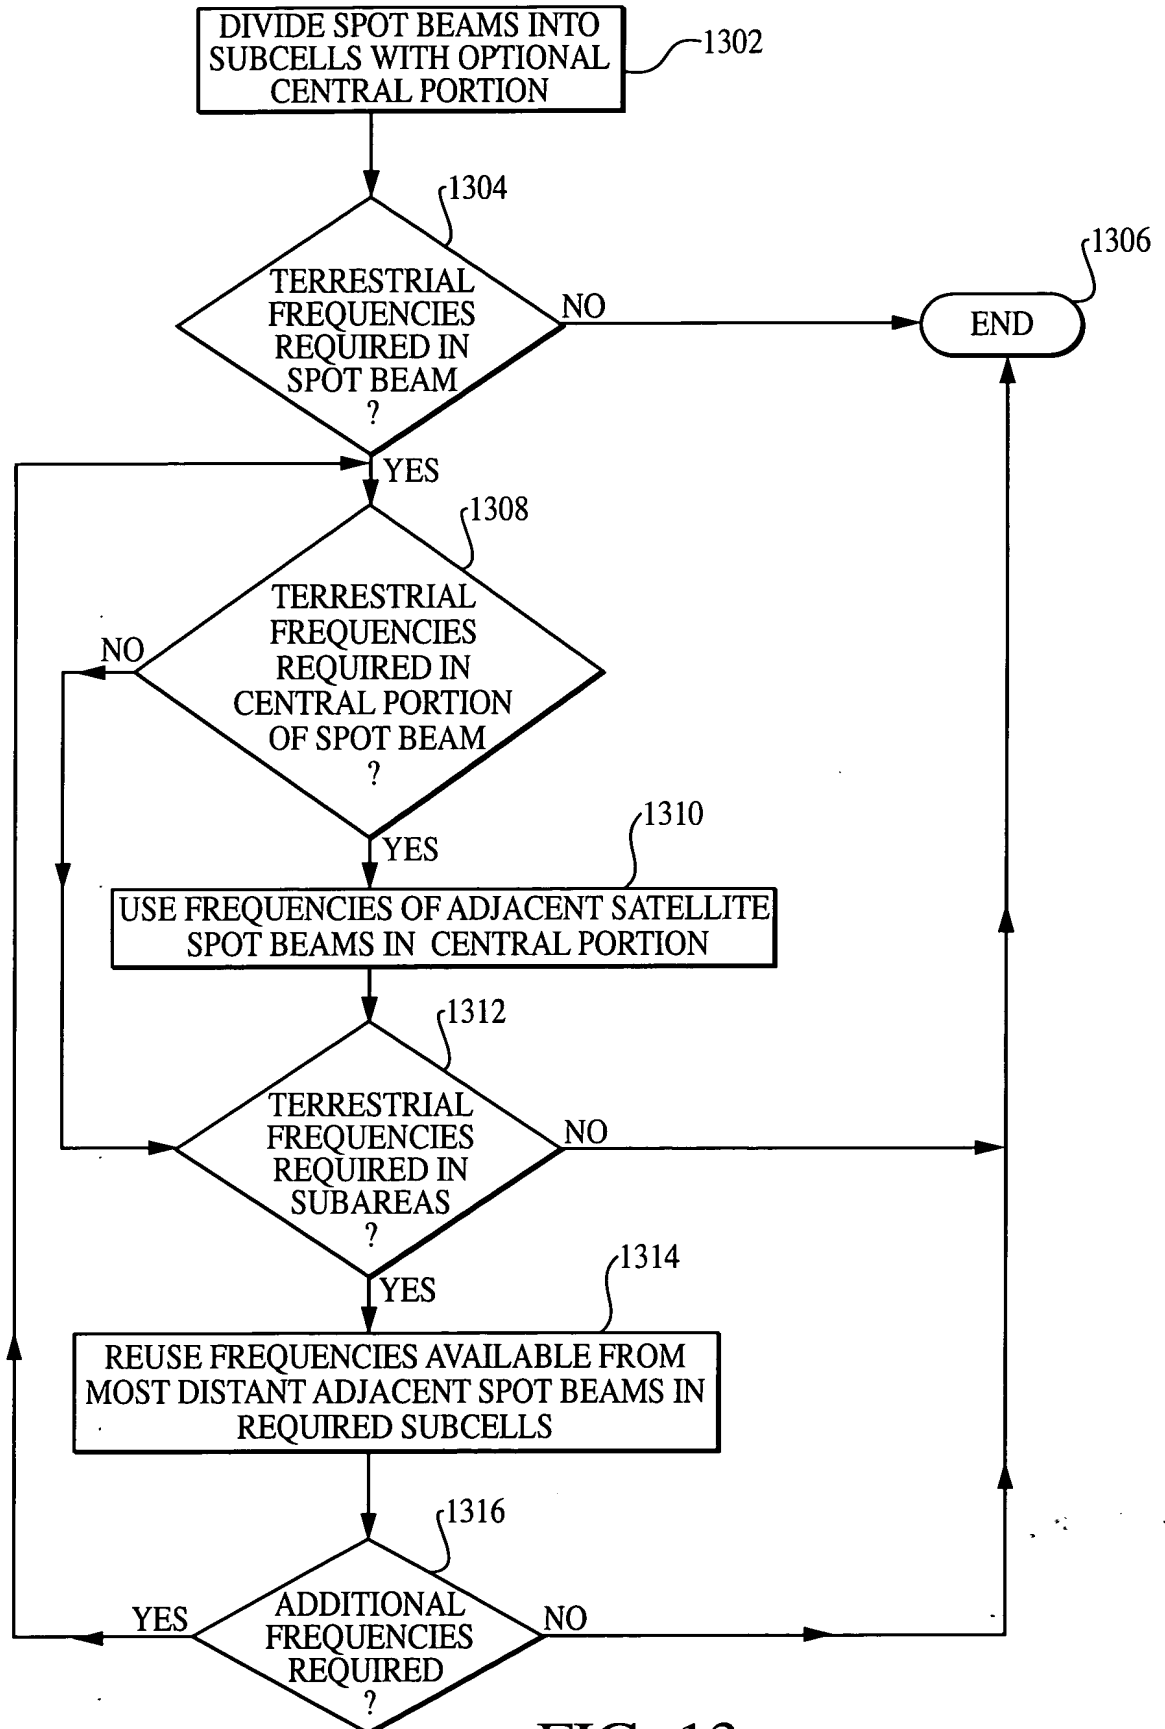 DIVIDE SPOT BEAMS INTO
SUBCELLS WITH OPTIONAL
CENTRAL PORTION
1302
1304
TERRESTRIAL
FREQUENCIES
REQUIRED IN
SPOT BEAM
?
NO
1306
END
YES
1308
TERRESTRIAL
FREQUENCIES
REQUIRED IN
CENTRAL PORTION
OF SPOT BEAM
?
NO
YES
1310
USE FREQUENCIES OF ADJACENT SATELLITE
SPOT BEAMS IN CENTRAL PORTION
1312
TERRESTRIAL
FREQUENCIES
REQUIRED IN
SUBAREAS
?
NO
YES
1314
REUSE FREQUENCIES AVAILABLE FROM
MOST DISTANT ADJACENT SPOT BEAMS IN
REQUIRED SUBCELLS
1316
ADDITIONAL
FREQUENCIES
REQUIRED
?
YES
NO
FIG. 13